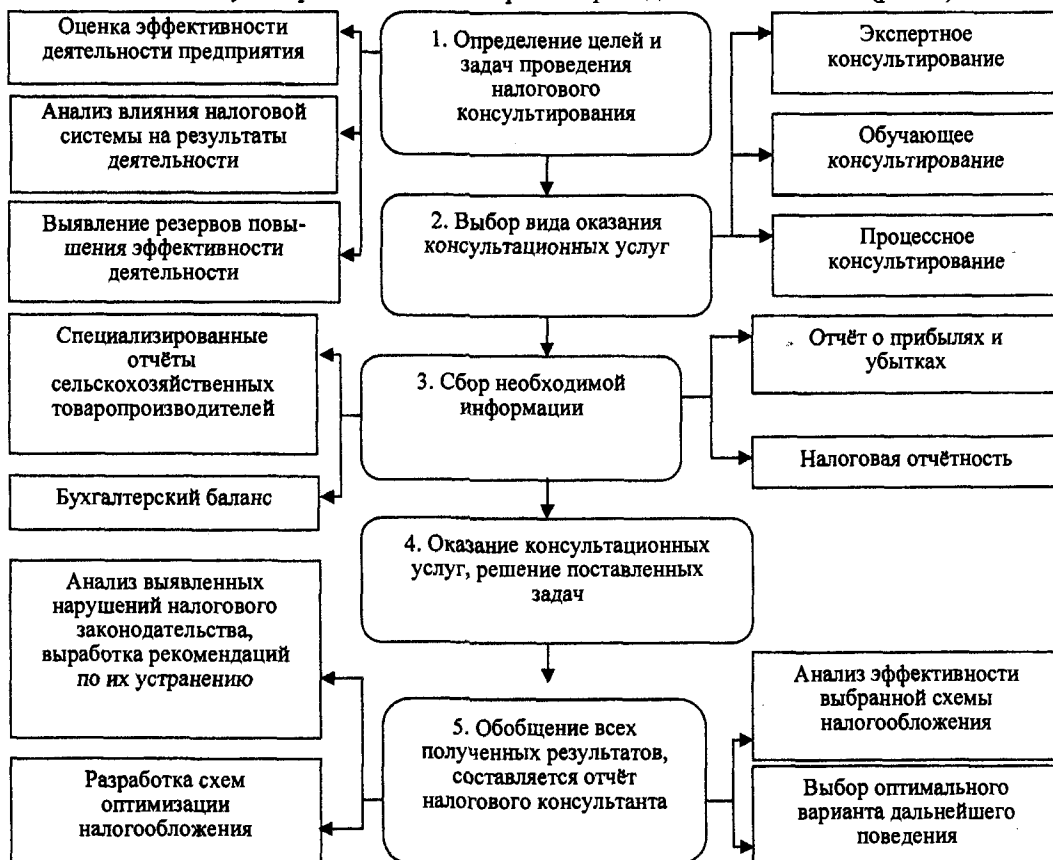 Оценка эффективности
деятельности предприятия
Анализ влияния налоговой
системы на результаты
деятельности
Выявление резервов повы-
шения эффективности
деятельности
1. Определение целей и
задач проведения
налогового
консультирования
2. Выбор вида оказания
консультационных услуг
Экспертное
консультирование
Обучающее
консультирование
Процессное
консультирование
Специализированные
отчёты
сельскохозяйственных
товаропроизводителей
Бухгалтерский баланс
3. Сбор необходимой
информации
Отчёт о прибылях и
убытках
Налоговая отчётность
4. Оказание консультационных
услуг, решение поставленных
задач
Анализ выявленных
нарушений налогового
законодательства,
выработка рекомендаций
по их устранению
Разработка схем
оптимизации
налогообложения
5. Обобщение всех
полученных результатов,
составляется отчёт
налогового консультанта
Анализ эффективности
выбранной схемы
налогообложения
Выбор оптимального
варианта дальнейшего
поведения